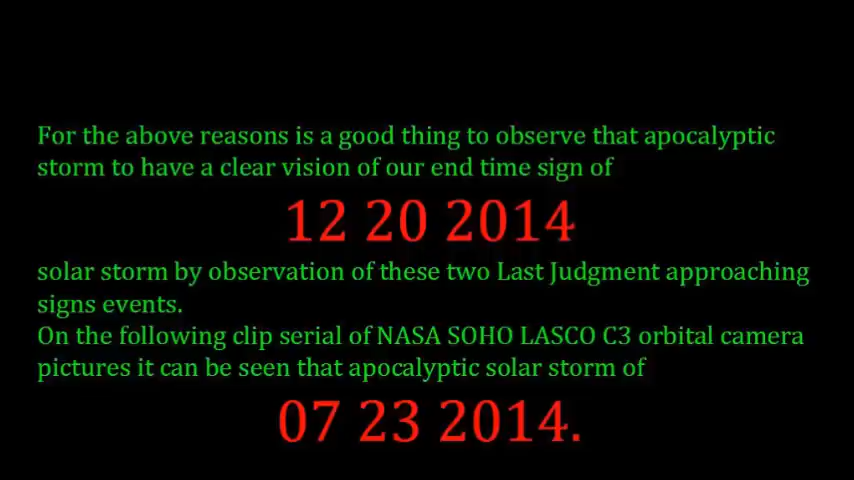 For the above reasons is a good thing to observe that apocalyptic
storm to have a clear vision of our end time sign of
12 20 2014
solar storm by observation of these two Last Judgment approaching
signs events.
On the following clip serial of NASA SOHO LASCO C3 orbital camera
pictures it can be seen that apocalyptic solar storm of
07 23 2014.